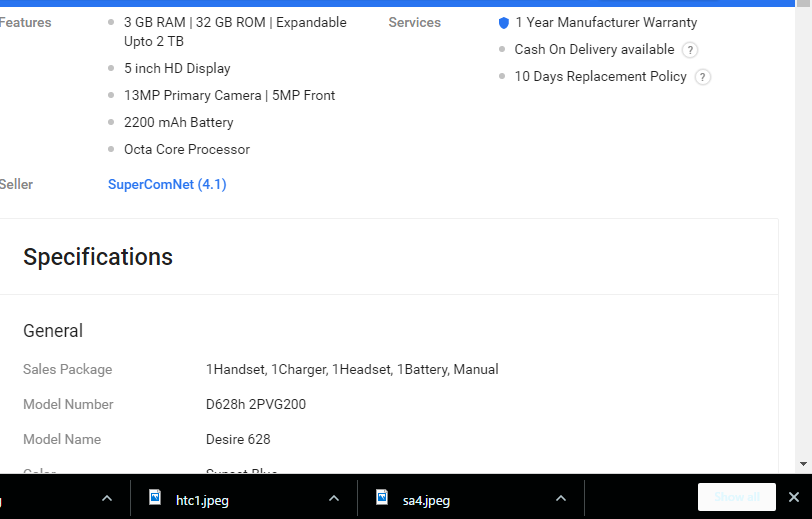 Features
3 GB RAM | 32 GB ROM | Expandable
Upto 2 TB
5 inch HD Display
13MP Primary Camera | 5MP Front
2200 mAh Battery
Octa Core Processor
Services
1 Year Manufacturer Warranty
Cash On Delivery available ?
10 Days Replacement Policy ?
Seller
SuperComNet (4.1)
Specifications
General
Sales Package 1Handset, 1Charger, 1Headset, 1Battery, Manual
Model Number D628h 2PVG200
Model Name Desire 628
Color Sunset Blue
htc1.jpeg
sa4.jpeg
Show all